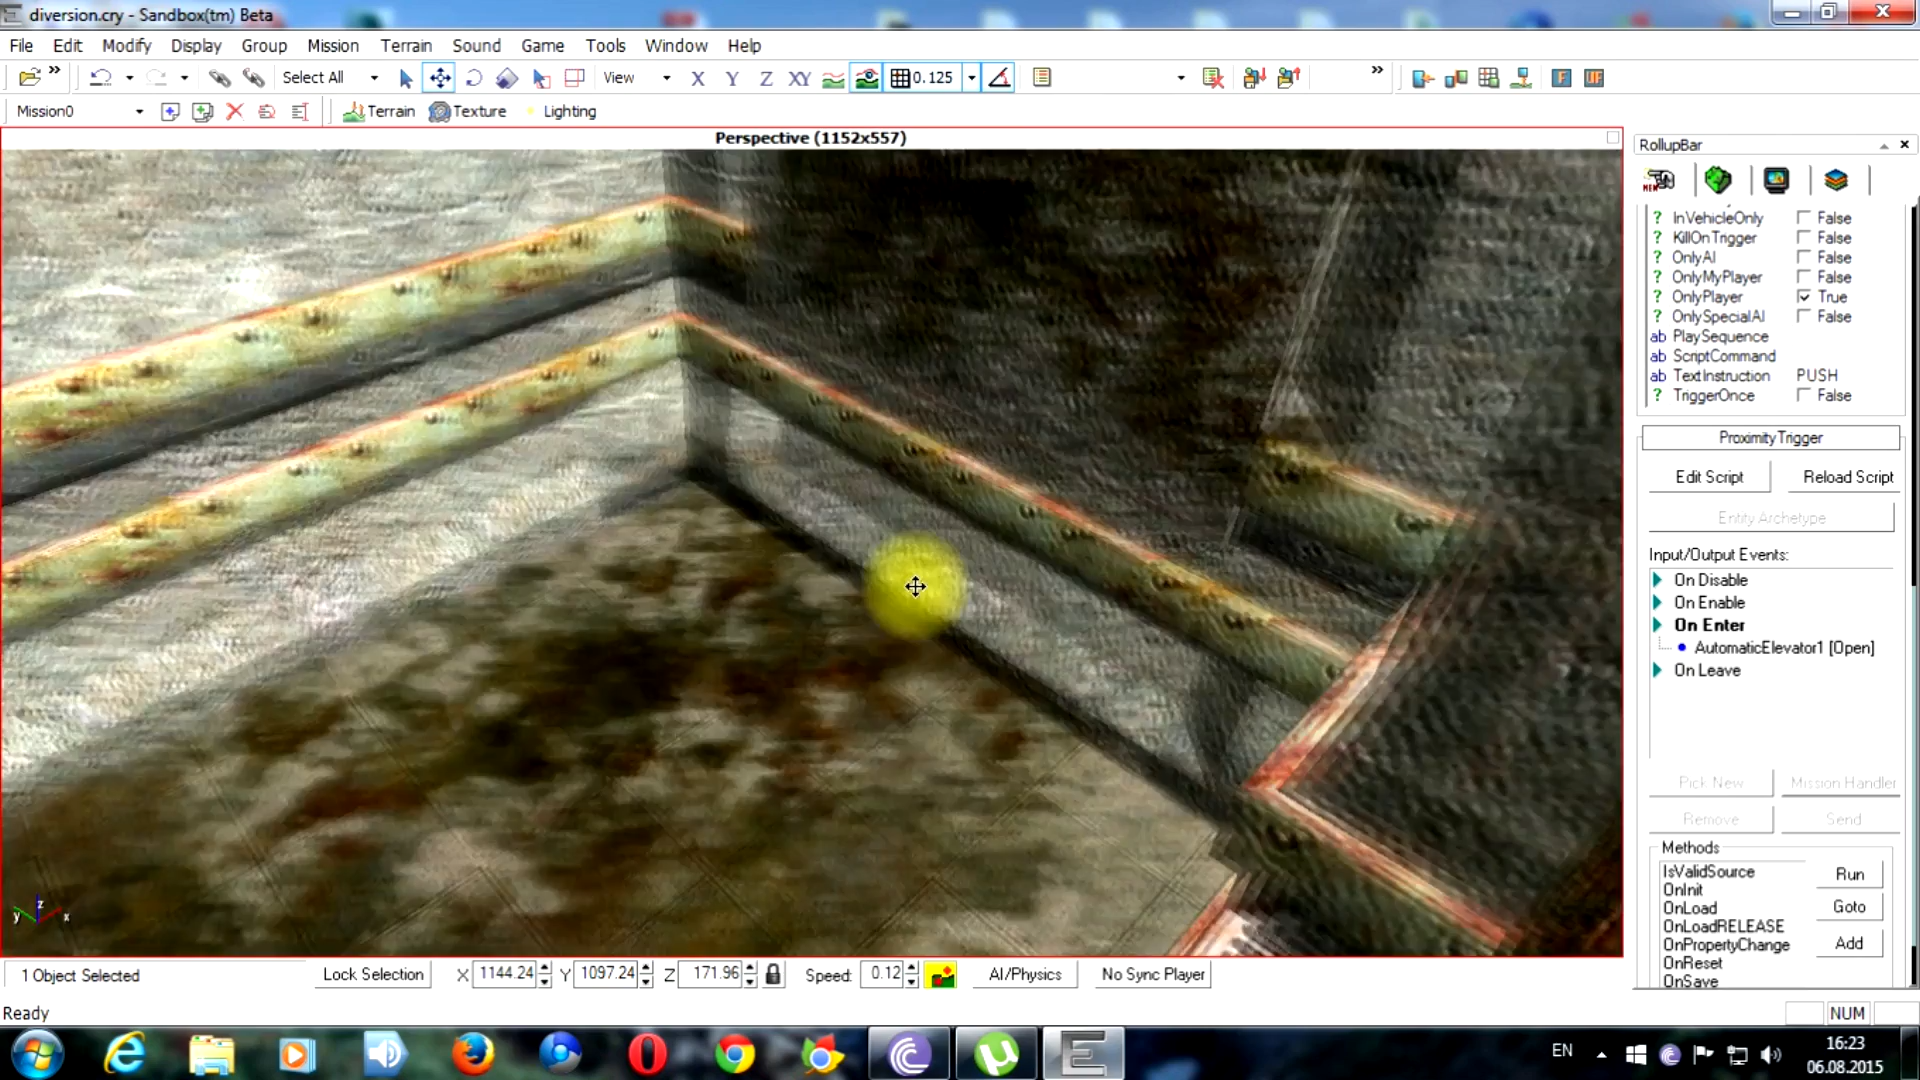 diversion.cry - Sandbox(tm) Beta
File Edit Modify Display Group Mission Terrain Sound Game Tools Window Help
Select All View X Y Z XY 0.125 F UF
Mission0 Terrain Texture Lighting
Perspective (1152x557)
RollupBar
InVehicleOnly False
KillOnTrigger False
OnlyAI False
OnlyMyPlayer False
OnlyPlayer True
OnlySpecialAI False
ab PlaySequence
ab ScriptCommand
ab TextInstruction PUSH
TriggerOnce False
ProximityTrigger
Edit Script Reload Script
Entity Archetype
Input/Output Events:
On Disable
On Enable
On Enter
AutomaticElevator1 [Open]
On Leave
Pick New Mission Handler
Remove Send
Methods
IsValidSource
OnInit
OnLoad
OnLoadRELEASE
OnPropertyChange
OnReset
OnSave
Run
Goto
Add
z
y x
1 Object Selected Lock Selection X 1144.24 Y 1097.24 Z 171.96 Speed: 0.12 AI/Physics No Sync Player
Ready NUM
EN 16:23
06.08.2015